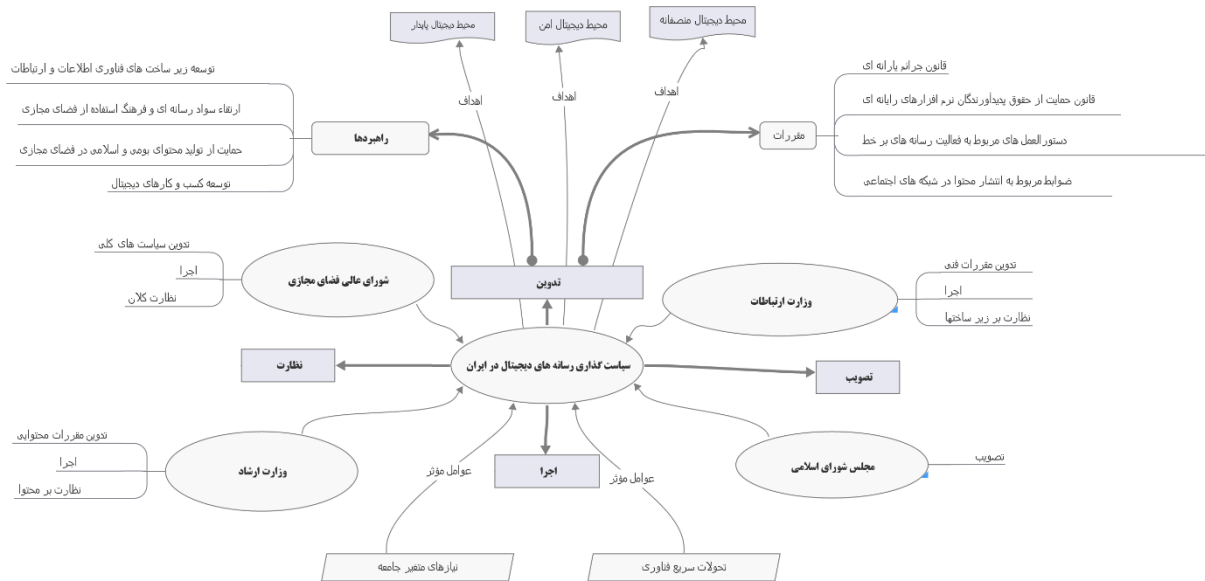 محیط دیجیتال منصفانه
محیط دیجیتال امن
محیط دیجیتال پایدار
اهداف
اهداف
اهداف
قانون جرائم یارانه ای
قانون حمایت از حقوق پدیدآورندگان نرم افزارهای رایانه ای
مقررات
دستورالعمل های مربوط به فعالیت رسانه های بر خط
ضوابط مربوط به انتشار محتوا در شبکه های اجتماعی
توسعه زیر ساخت های فناوری اطلاعات و ارتباطات
ارتقاء سواد رسانه ای و فرهنگ استفاده از فضای مجازی
راهبردها
حمایت از تولید محتوای بومی و اسلامی در فضای مجازی
توسعه کسب و کارهای دیجیتال
تدوین
وزارت ارتباطات
تدوین مقررات فنی
اجرا
نظارت بر زیر ساختها
شورای عالی فضای مجازی
تدوین سیاست های کلی
اجرا
نظارت کلان
سیاست گذاری رسانه های دیجیتال در ایران
تصویب
نظارت
مجلس شورای اسلامی
تصویب
اجرا
وزارت ارشاد
تدوین مقررات محتوایی
اجرا
نظارت بر محتوا
عوامل مؤثر
عوامل مؤثر
تحولات سریع فناوری
نیازهای متغیر جامعه